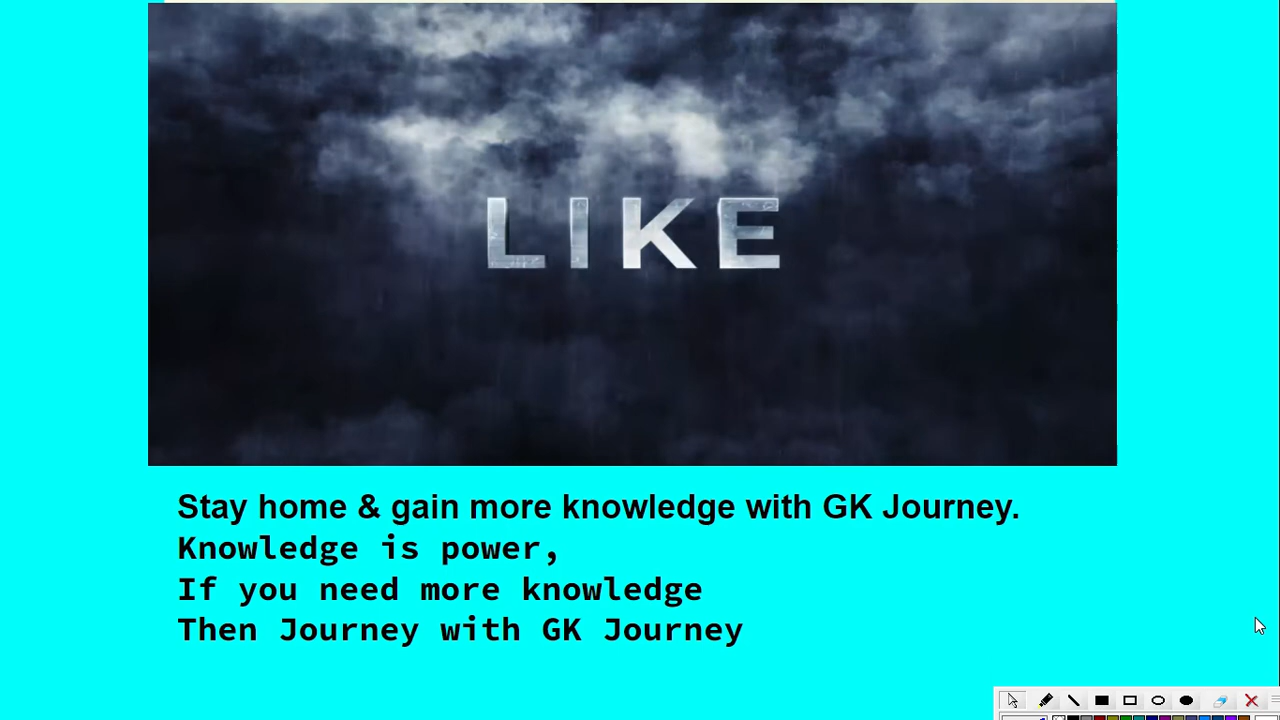 LIKE
Stay home & gain more knowledge with GK Journey.
Knowledge is power,
If you need more knowledge
Then Journey with GK Journey